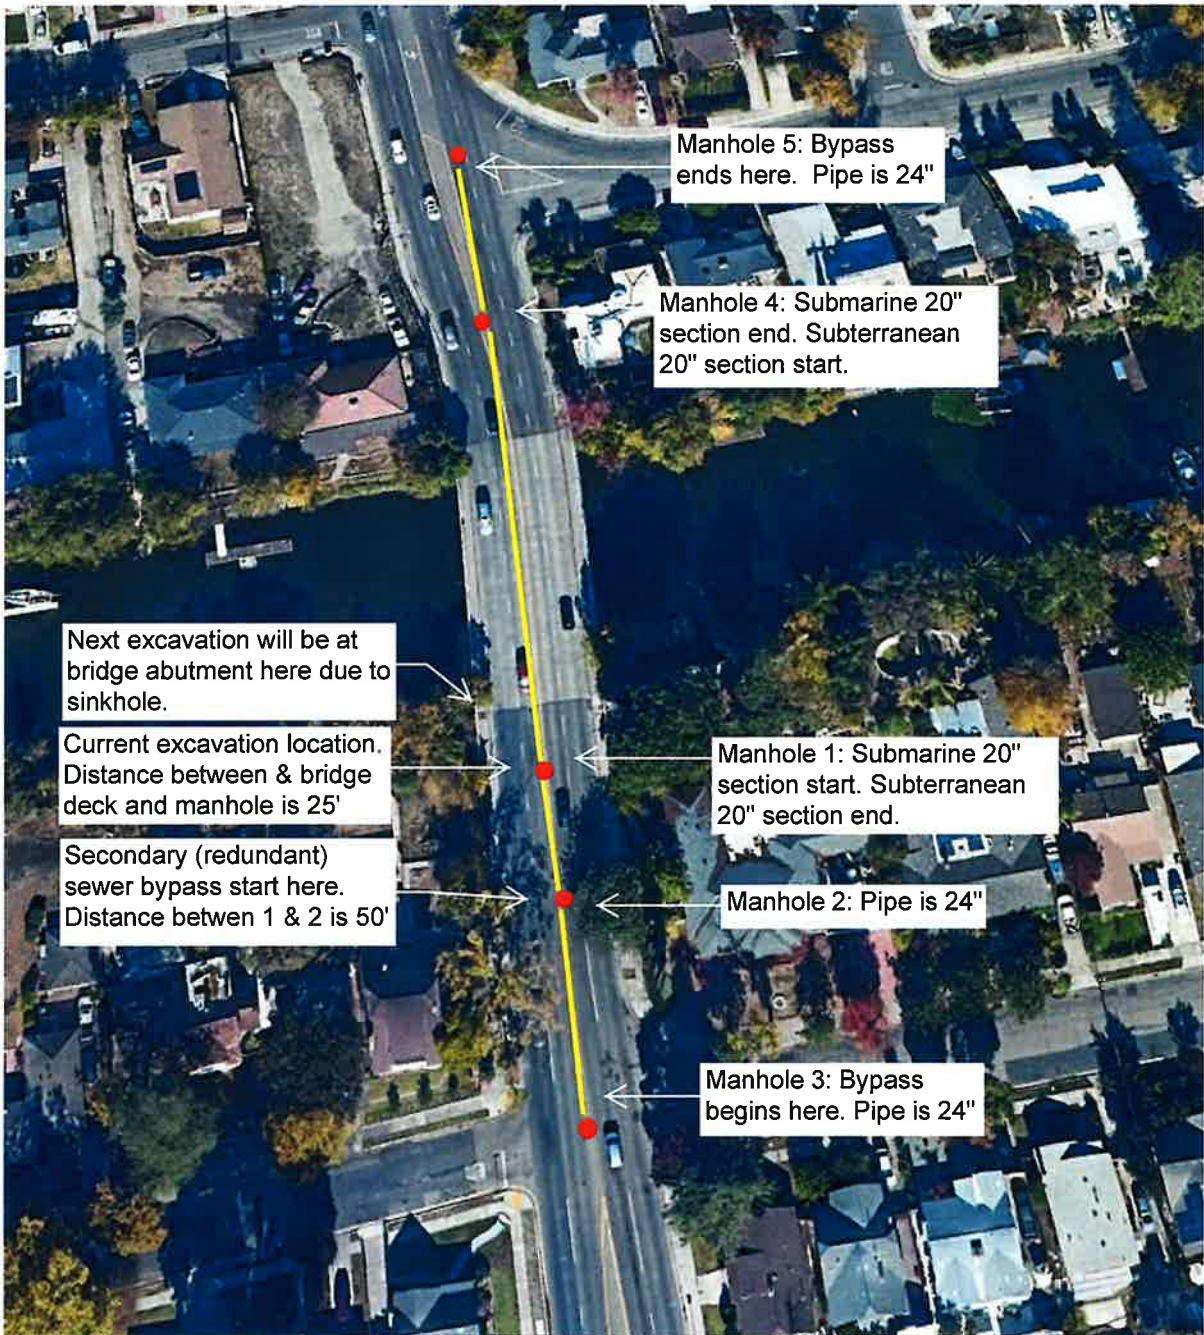 Manhole 5: Bypass
ends here. Pipe is 24"
Manhole 4: Submarine 20"
section end. Subterranean
20" section start.
Next excavation will be at
bridge abutment here due to
sinkhole.
Current excavation location.
Distance between & bridge
deck and manhole is 25'
Manhole 1: Submarine 20"
section start. Subterranean
20" section end.
Secondary (redundant)
sewer bypass start here.
Distance betwen 1 & 2 is 50'
Manhole 2: Pipe is 24"
Manhole 3: Bypass
begins here. Pipe is 24"